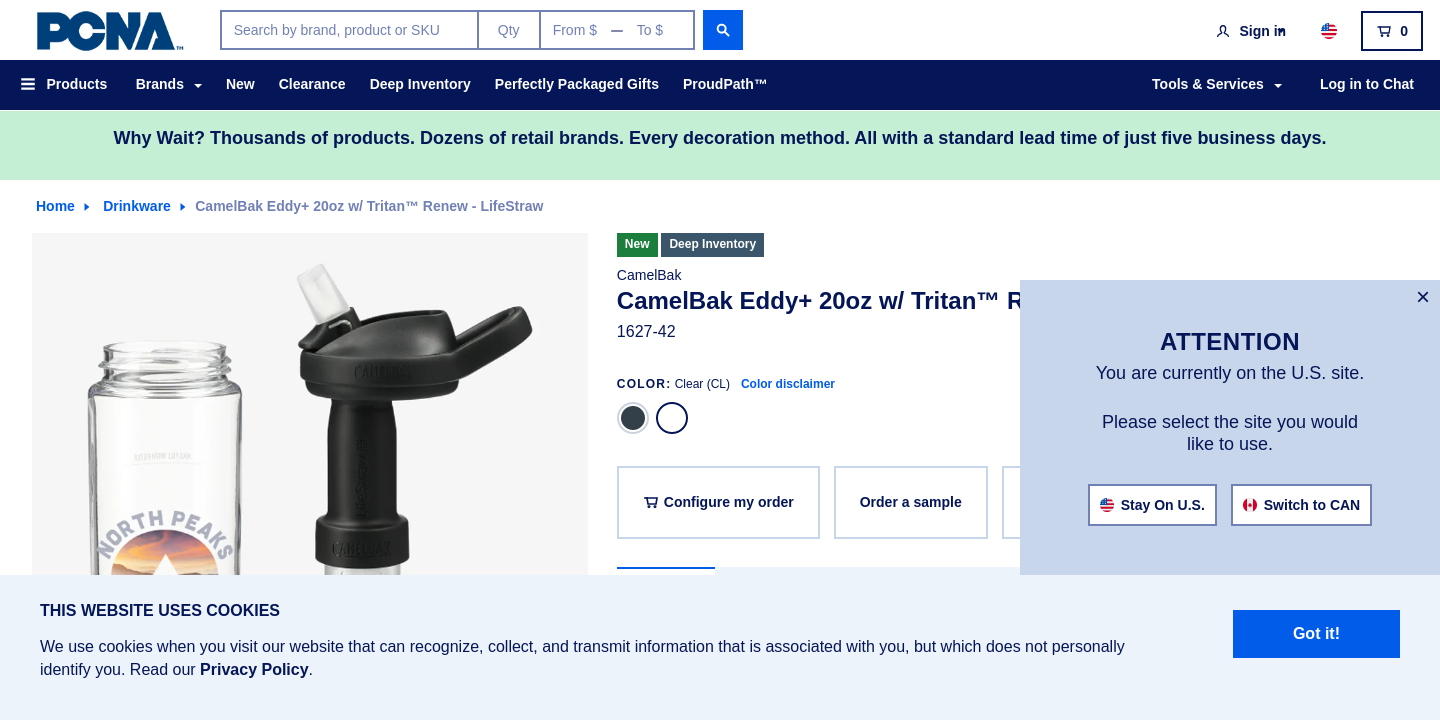 PCNA
Search by brand, product or SKU
Qty
From $ — To $
Sign in
0
Products
Brands
New
Clearance
Deep Inventory
Perfectly Packaged Gifts
ProudPath™
Tools & Services
Log in to Chat
Why Wait? Thousands of products. Dozens of retail brands. Every decoration method. All with a standard lead time of just five business days.
Home
Drinkware
CamelBak Eddy+ 20oz w/ Tritan™ Renew - LifeStraw
New
Deep Inventory
CamelBak
CamelBak Eddy+ 20oz w/ Tritan™ R
1627-42
COLOR: Clear (CL) Color disclaimer
Configure my order
Order a sample
NORTH PEAKS
CAMELBAK
CAMELBAK
ATTENTION
You are currently on the U.S. site.
Please select the site you would
like to use.
Stay On U.S.
Switch to CAN
THIS WEBSITE USES COOKIES
We use cookies when you visit our website that can recognize, collect, and transmit information that is associated with you, but which does not personally
identify you. Read our Privacy Policy.
Got it!